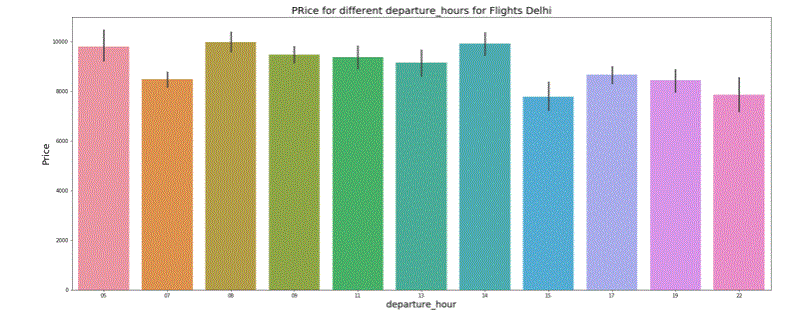 PRice for different departure_hours for Flights Delhi
10000
8000
6000
4000
2000
0
Price
05 07 08 09 11 13 14 15 17 19 22
departure_hour